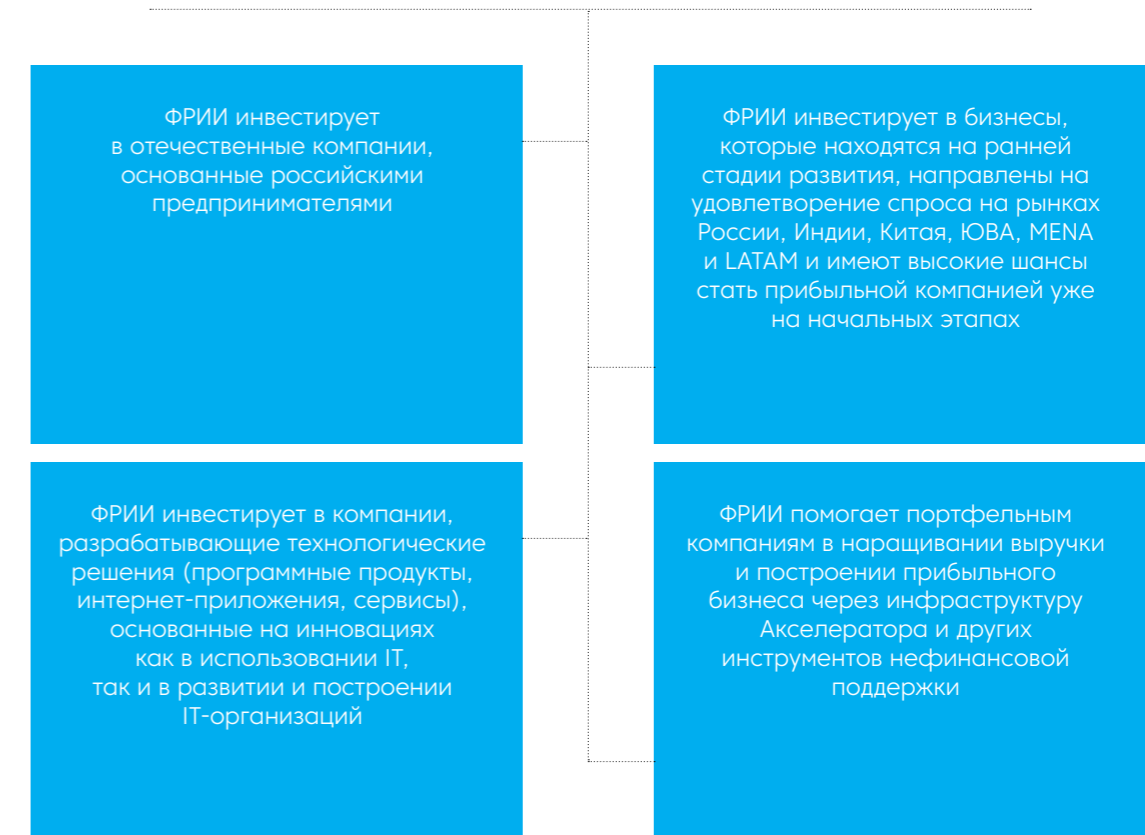 ФРИИ инвестирует
в отечественные компании,
основанные российскими
предпринимателями
ФРИИ инвестирует в бизнесы,
которые находятся на ранней
стадии развития, направлены на
удовлетворение спроса на рынках
России, Индии, Китая, ЮВА, MENA
и LATAM и имеют высокие шансы
стать прибыльной компанией уже
на начальных этапах
ФРИИ инвестирует в компании,
разрабатывающие технологические
решения (программные продукты,
интернет-приложения, сервисы),
основанные на инновациях
как в использовании IT,
так и в развитии и построении
IT-организаций
ФРИИ помогает портфельным
компаниям в наращивании выручки
и построении прибыльного
бизнеса через инфраструктуру
Акселератора и других
инструментов нефинансовой
поддержки